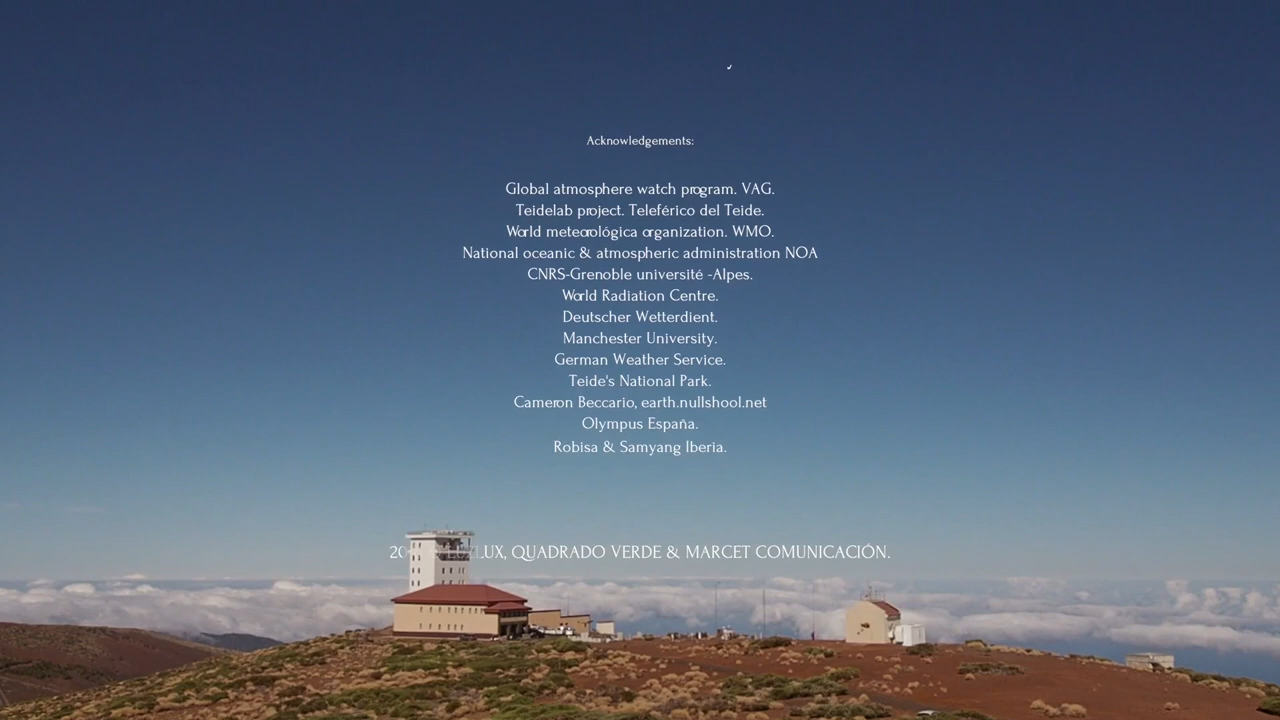 Acknowledgements:
Global atmosphere watch program. VAG.
Teidelab project. Teleférico del Teide.
World meteorológica organization. WMO.
National oceanic & atmospheric administration NOA
CNRS-Grenoble université -Alpes.
World Radiation Centre.
Deutscher Wetterdient.
Manchester University.
German Weather Service.
Teide's National Park.
Cameron Beccario, earth.nullshool.net
Olympus España.
Robisa & Samyang Iberia.
QUADRADO VERDE & MARCET COMUNICACIÓN.